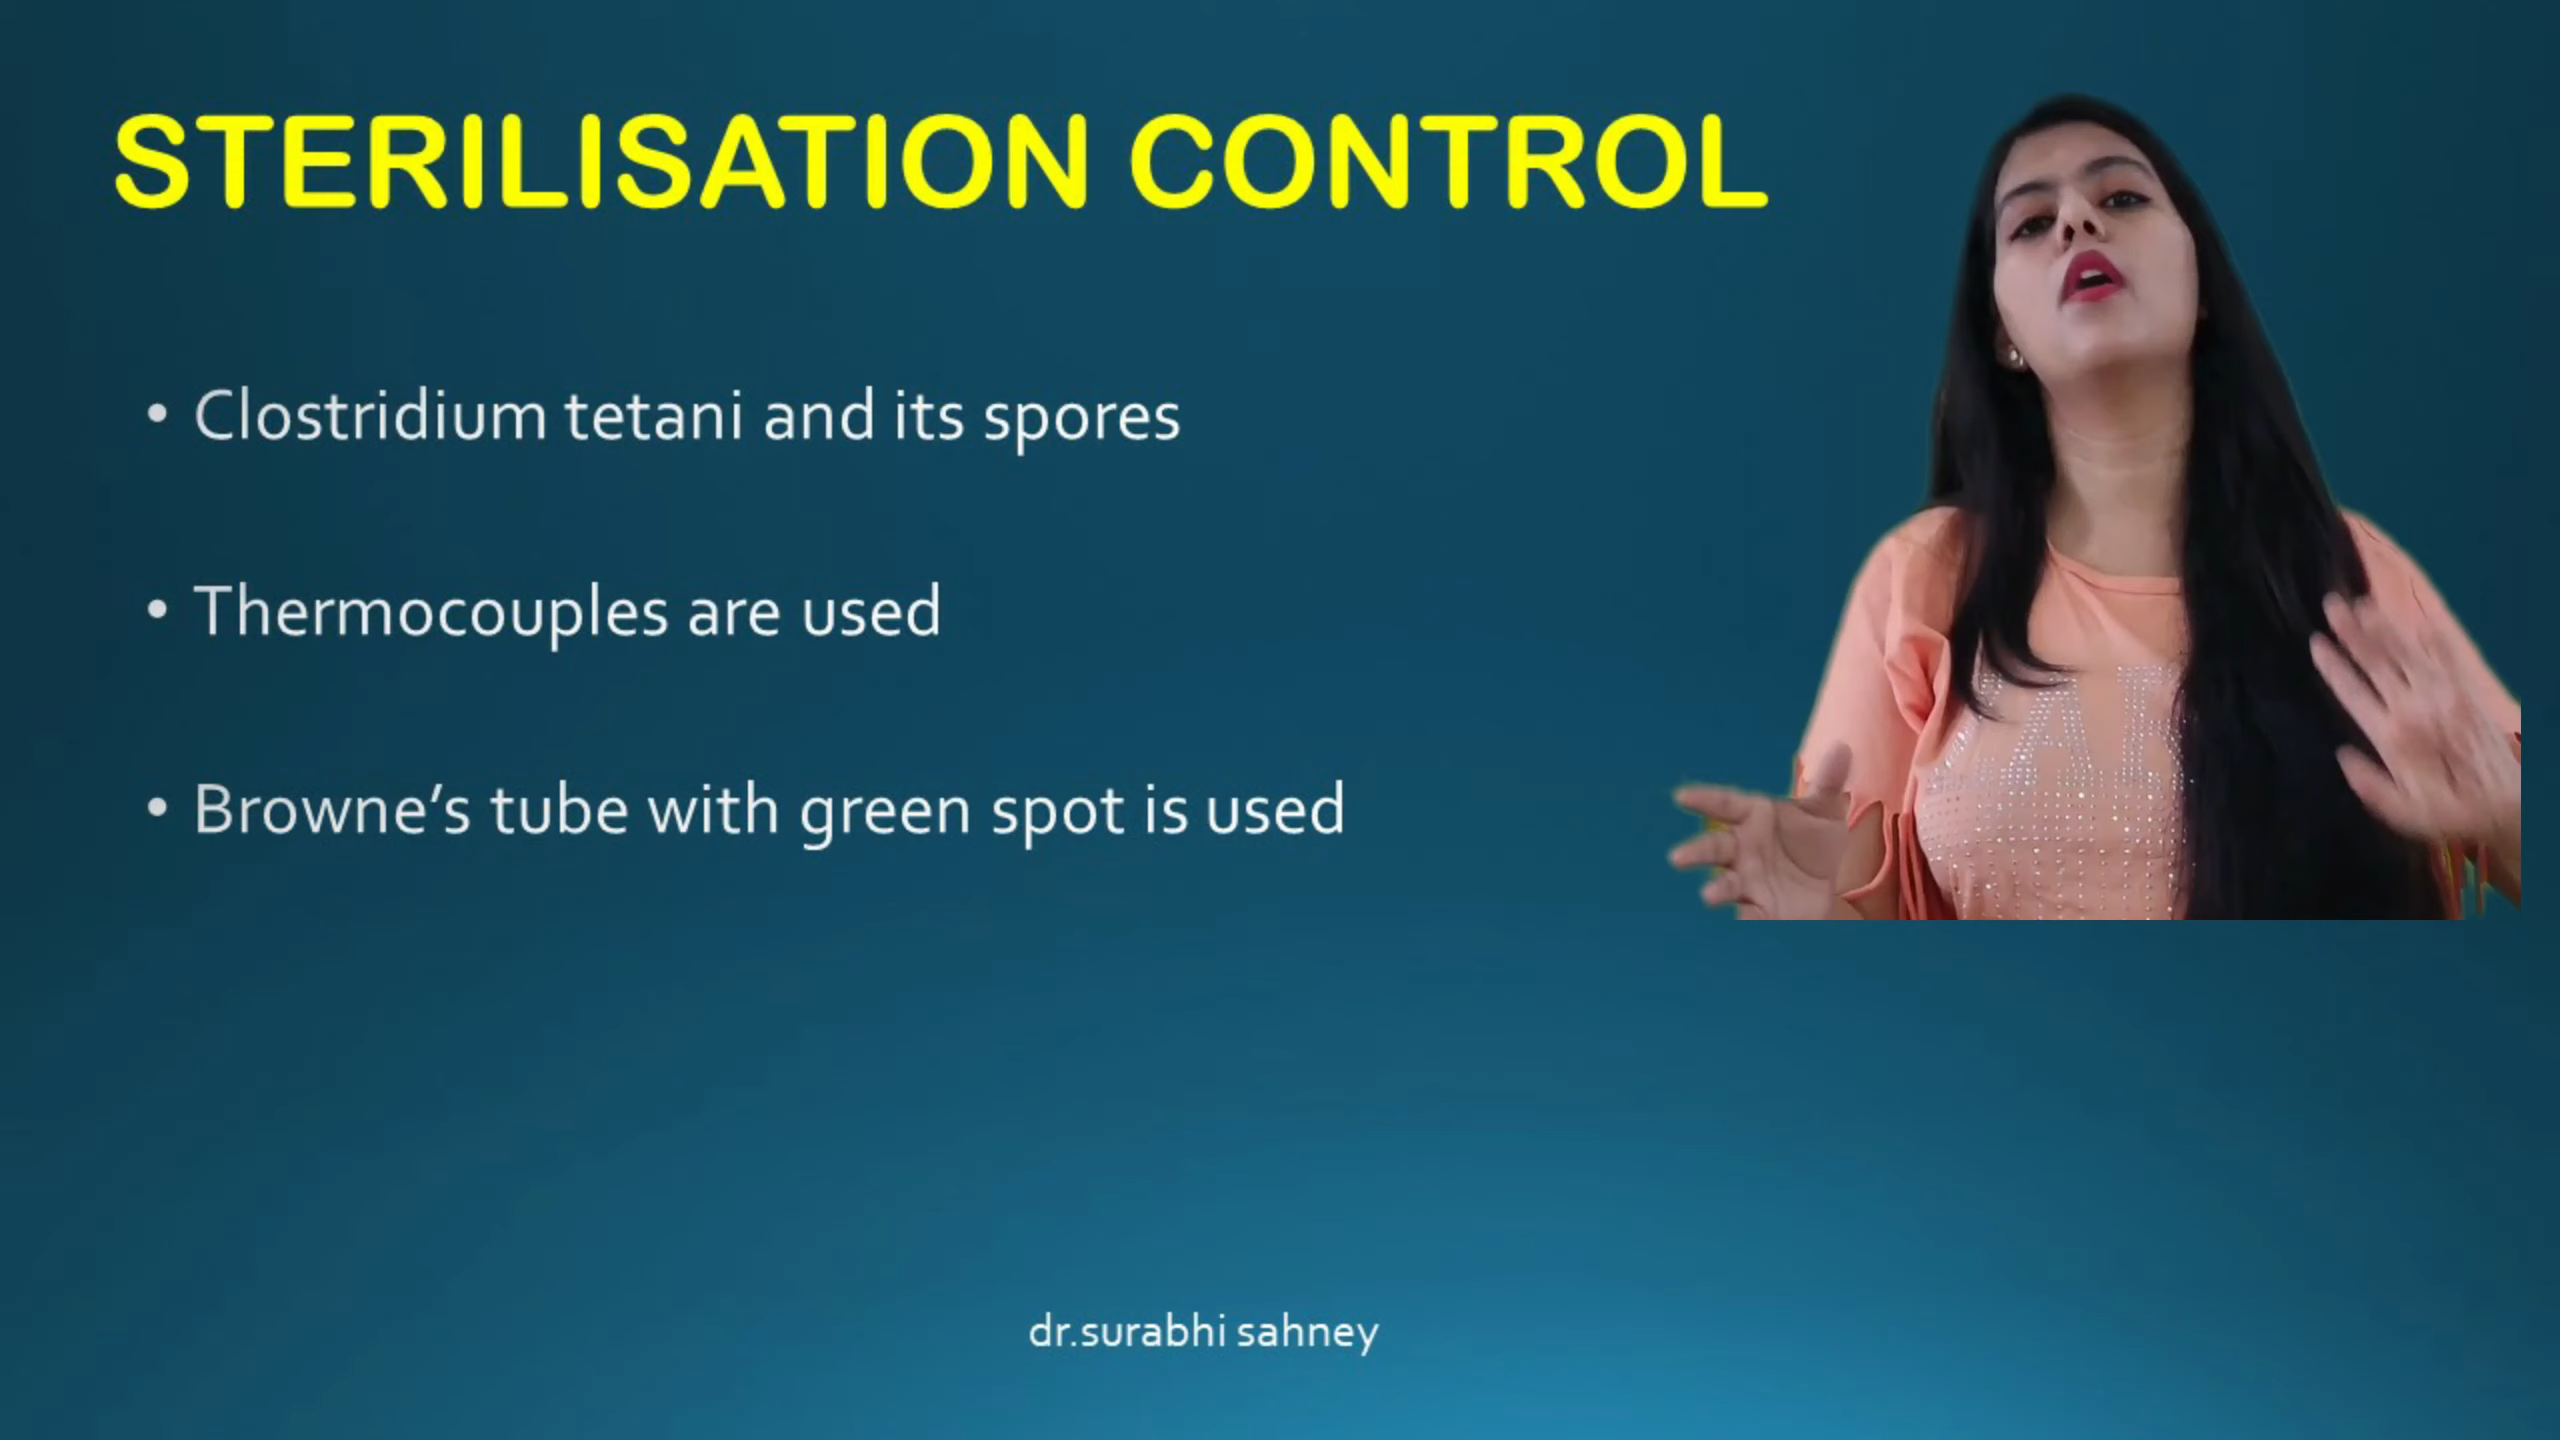 STERILISATION CONTROL
• Clostridium tetani and its spores
• Thermocouples are used
• Browne’s tube with green spot is used
dr.surabhi sahney